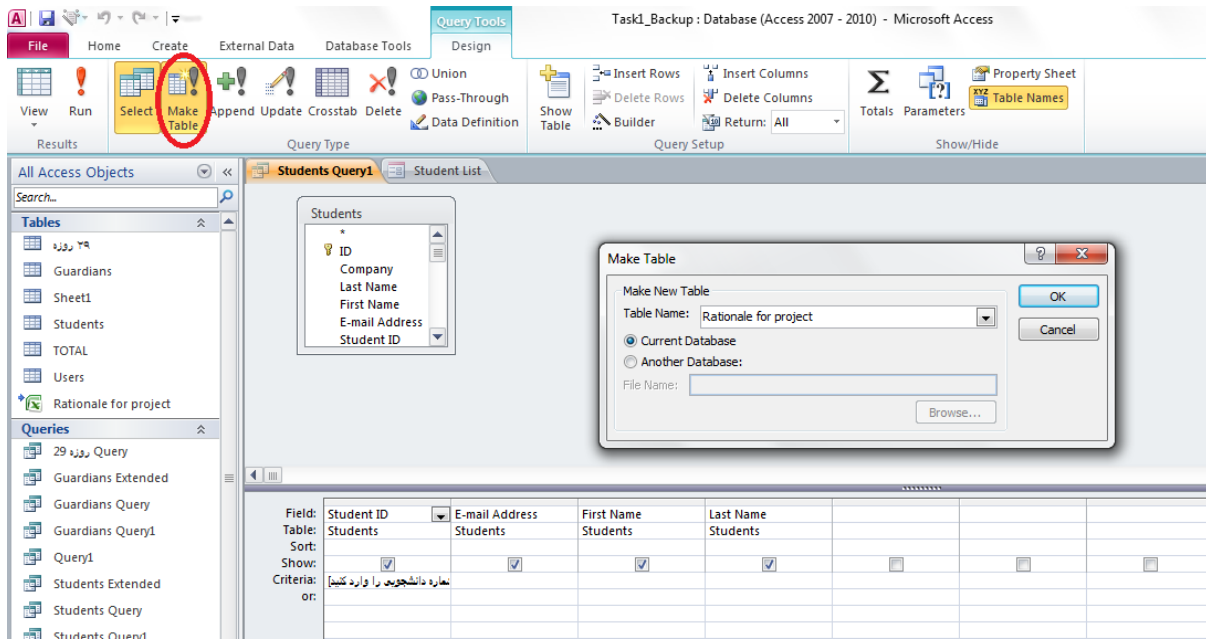 A Query Tools Task1_Backup : Database (Access 2007 - 2010) - Microsoft Access
File Home Create External Data Database Tools Design
View Run Select Make Table Append Update Crosstab Delete Union Pass-Through Data Definition Show Table Insert Rows Delete Rows Builder Insert Columns Delete Columns Return: All Totals Parameters Property Sheet Table Names
Results Query Type Query Setup Show/Hide
All Access Objects
Search...
Tables
۲۹ روزه
Guardians
Sheet1
Students
TOTAL
Users
Rationale for project
Queries
29 روزه Query
Guardians Extended
Guardians Query
Guardians Query1
Query1
Students Extended
Students Query
Students Query1
Students Query1 Student List
Students
*
ID
Company
Last Name
First Name
E-mail Address
Student ID
Make Table
Make New Table
Table Name: Rationale for project
Current Database
Another Database:
File Name:
Browse...
OK
Cancel
Field: Student ID E-mail Address First Name Last Name
Table: Students Students Students Students
Sort:
Show:
Criteria: دانشجویی را وارد کنید]
or: